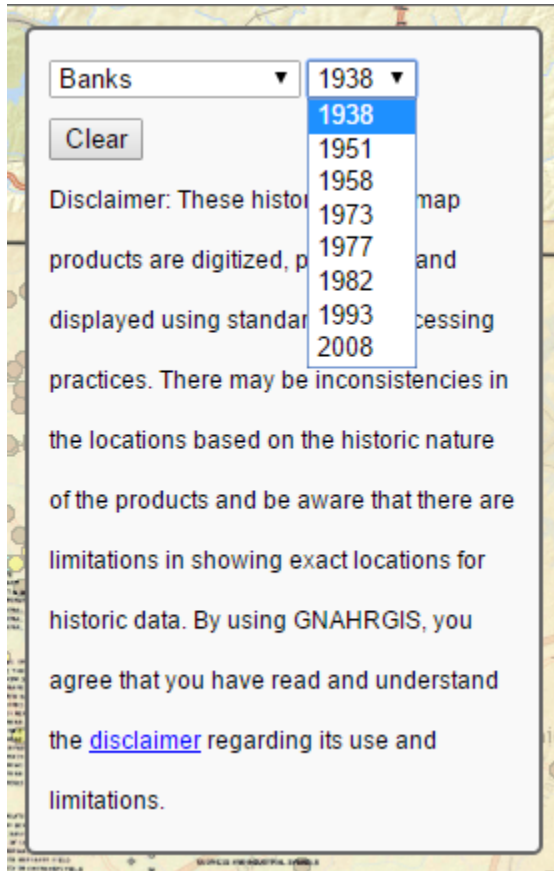 Banks 1938
1938
Clear
1951
1958
Disclaimer: These histor map
1973
products are digitized, p and
1977
1982
displayed using standar cessing
1993
2008
practices. There may be inconsistencies in
the locations based on the historic nature
of the products and be aware that there are
limitations in showing exact locations for
historic data. By using GNAHRGIS, you
agree that you have read and understand
the disclaimer regarding its use and
limitations.